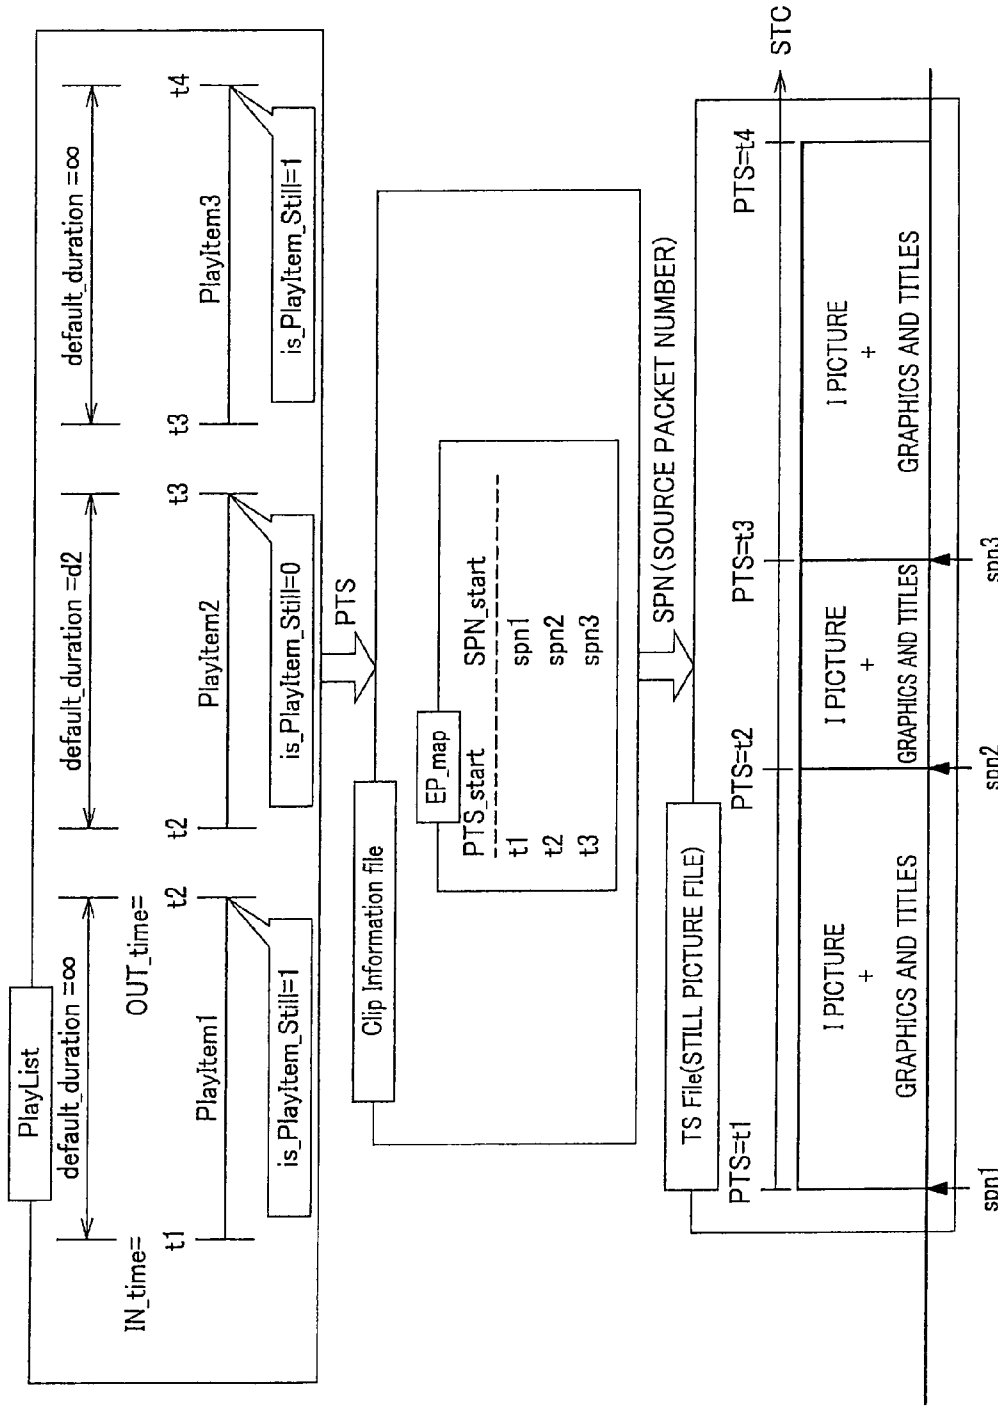 PlayList
default_duration =∞
default_duration =d2
default_duration =∞
IN_time=
OUT_time=
t1
t2
t2
t3
t3
t4
PlayItem1
PlayItem2
PlayItem3
is_PlayItem_Still=1
is_PlayItem_Still=0
is_PlayItem_Still=1
PTS
Clip Information file
EP_map
PTS_start SPN_start
t1 spn1
t2 spn2
t3 spn3
SPN(SOURCE PACKET NUMBER)
TS File(STILL PICTURE FILE)
PTS=t1
PTS=t2
PTS=t3
PTS=t4
STC
I PICTURE
+
GRAPHICS AND TITLES
I PICTURE
+
GRAPHICS AND TITLES
I PICTURE
+
GRAPHICS AND TITLES
spn1
spn2
spn3